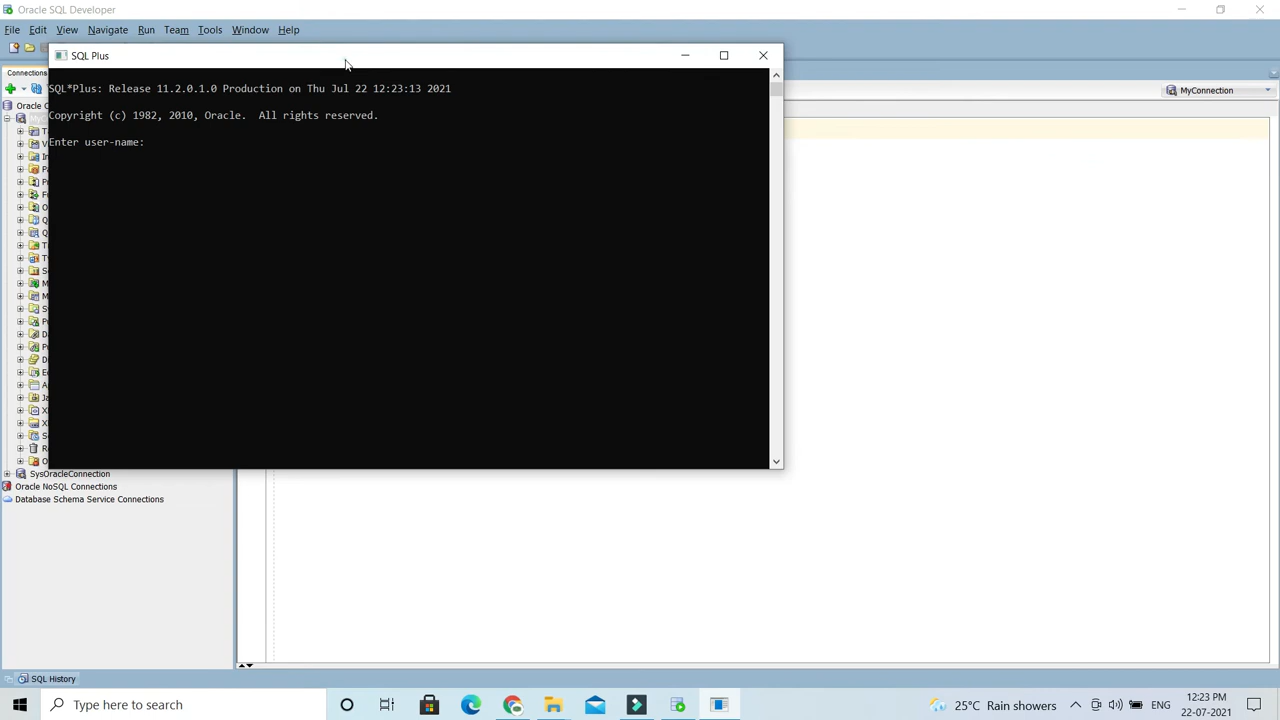 Oracle SQL Developer
File Edit View Navigate Run Team Tools Window Help
SQL Plus
Connections
SQL*Plus: Release 11.2.0.1.0 Production on Thu Jul 22 12:23:13 2021
MyConnection
Oracle
Copyright (c) 1982, 2010, Oracle.  All rights reserved.
Enter user-name:
SysOracleConnection
Oracle NoSQL Connections
Database Schema Service Connections
SQL History
Type here to search
25°C Rain showers
ENG
12:23 PM
22-07-2021